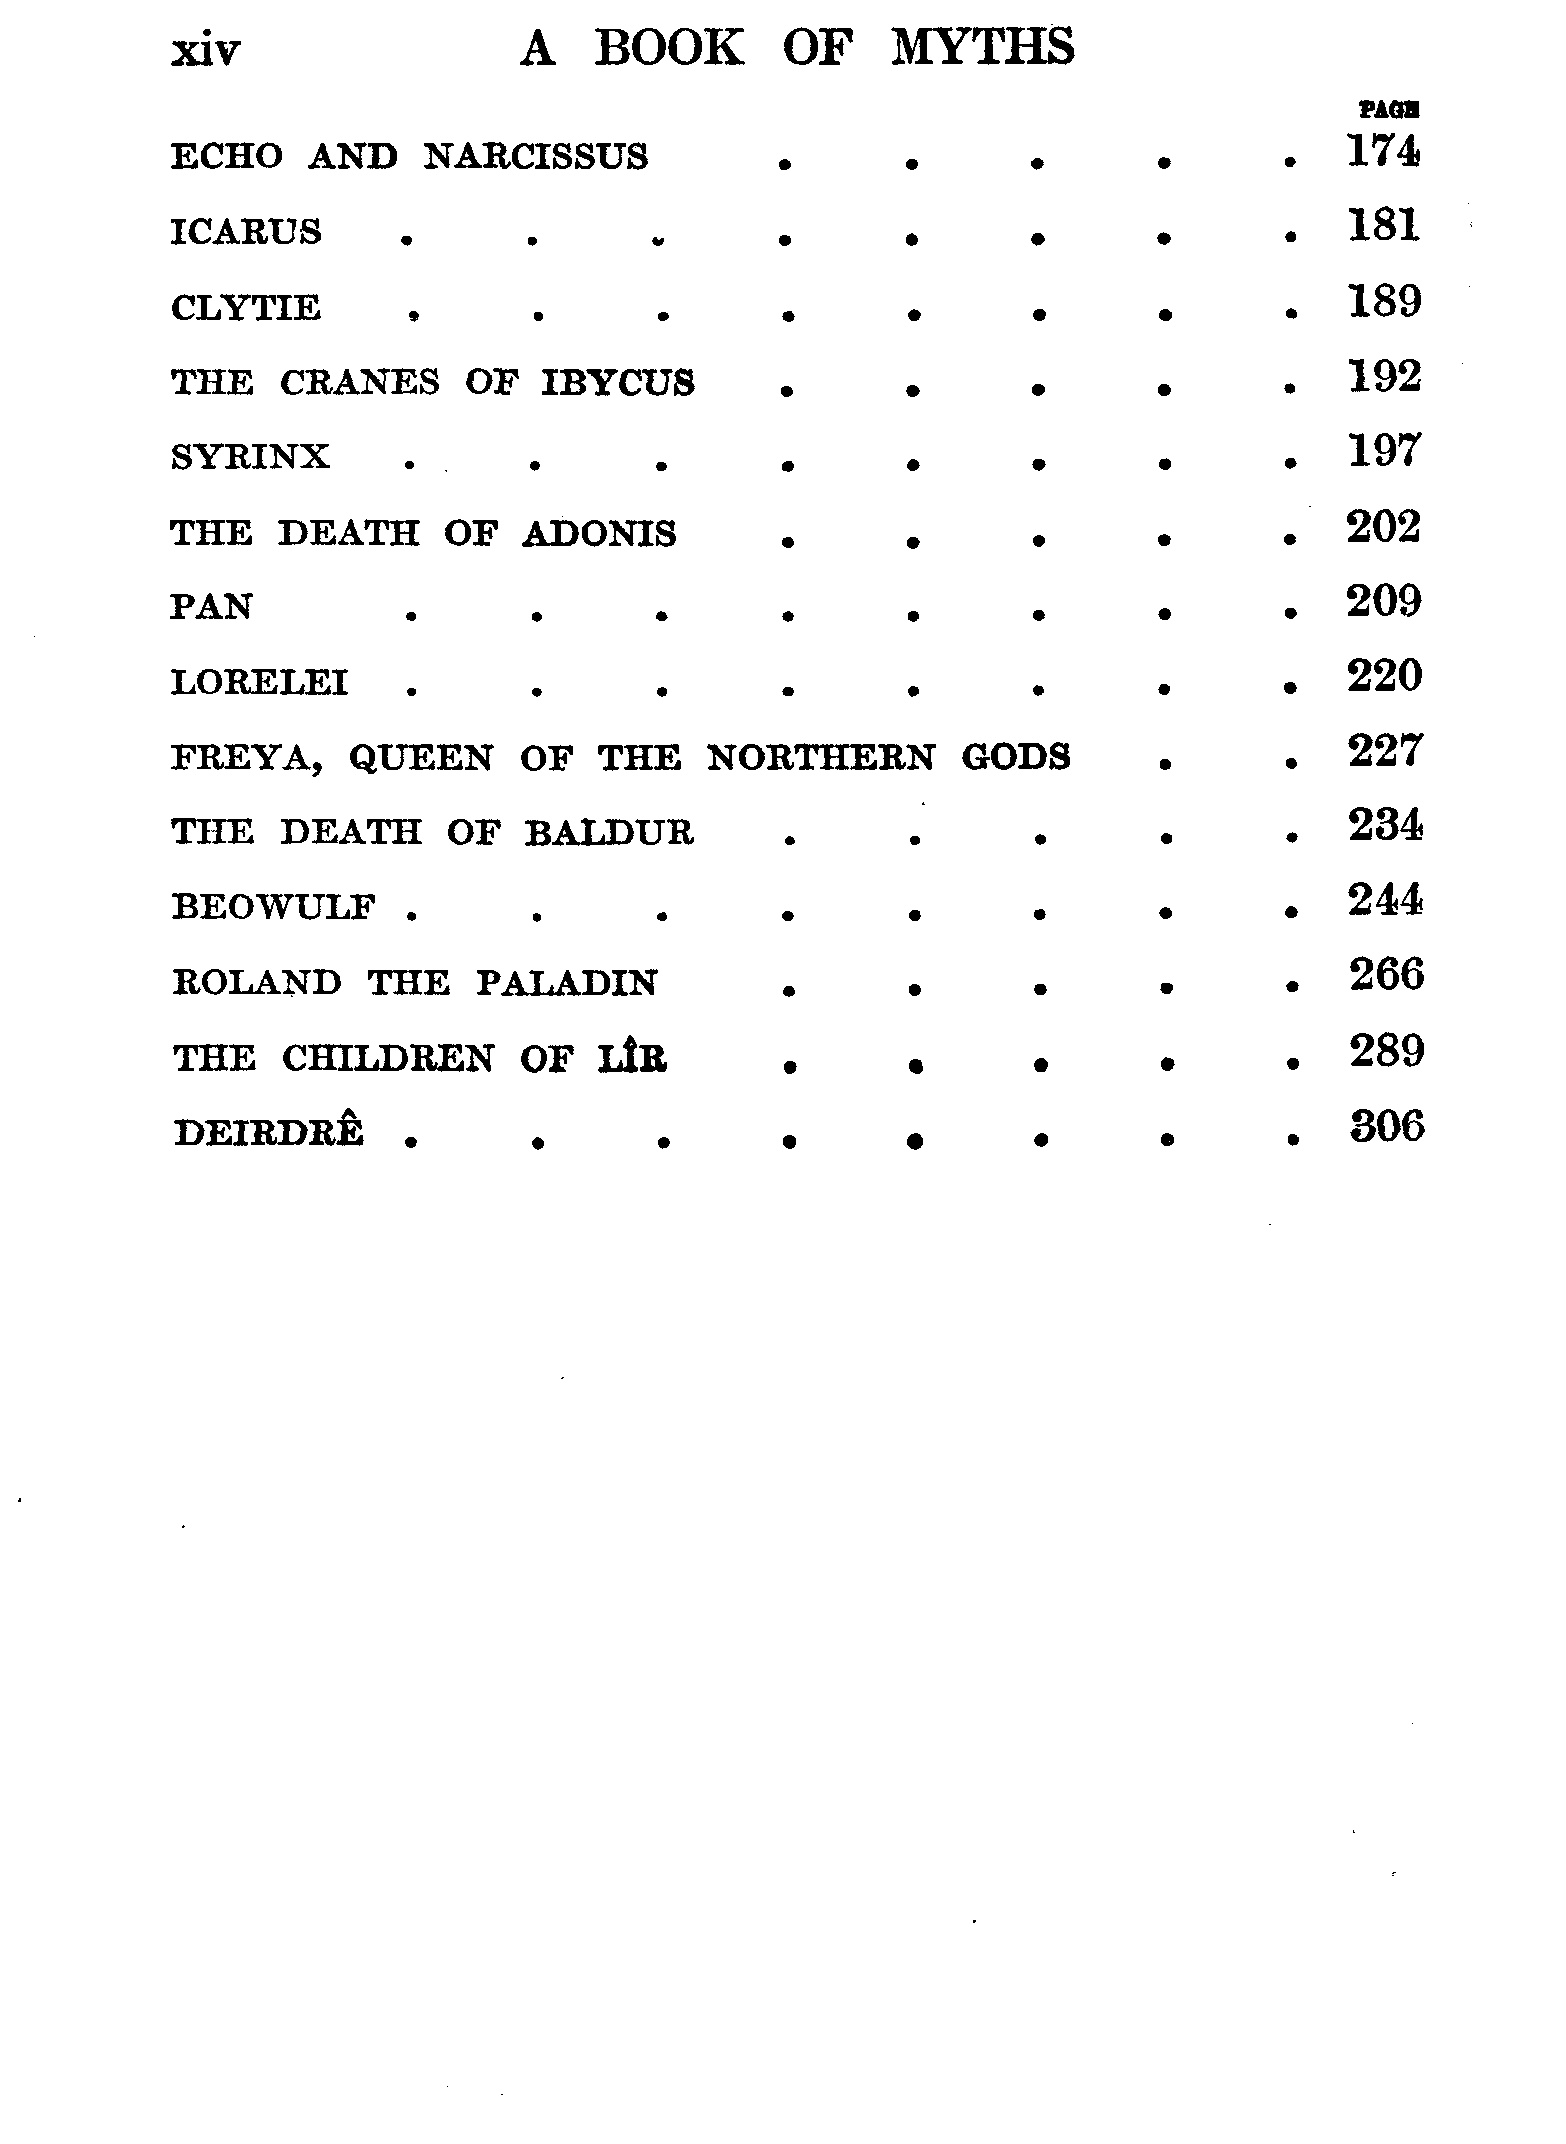 xiv A BOOK OF MYTHS
PAGE
ECHO AND NARCISSUS . . . . . 174
ICARUS . . . . . . . . 181
CLYTIE . . . . . . . . 189
THE CRANES OF IBYCUS . . . . . 192
SYRINX . . . . . . . . 197
THE DEATH OF ADONIS . . . . . 202
PAN . . . . . . . . 209
LORELEI . . . . . . . . 220
FREYA, QUEEN OF THE NORTHERN GODS . . 227
THE DEATH OF BALDUR . . . . . 234
BEOWULF . . . . . . . . 244
ROLAND THE PALADIN . . . . . 266
THE CHILDREN OF LÎR . . . . . 289
DEIRDRÊ . . . . . . . . 306